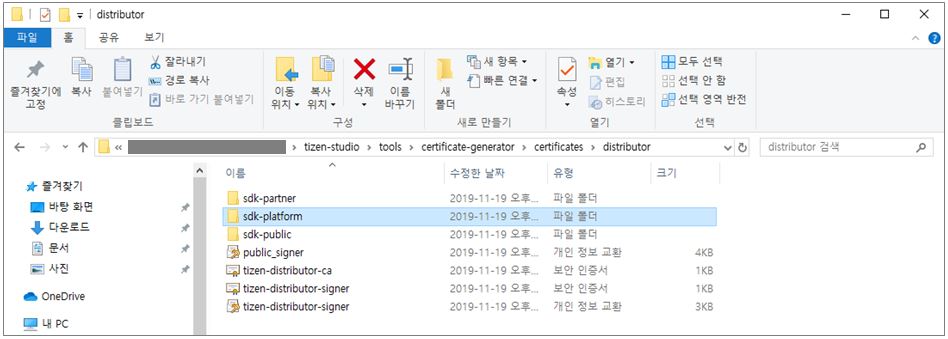 distributor
파일 홈 공유 보기
즐겨찾기에 고정
복사
붙여넣기
잘라내기
경로 복사
바로 가기 붙여넣기
클립보드
이동 위치
복사 위치
삭제
이름 바꾸기
구성
새 폴더
새 항목
빠른 연결
새로 만들기
속성
열기
편집
히스토리
열기
모두 선택
선택 안 함
선택 영역 반전
선택
« tizen-studio > tools > certificate-generator > certificates > distributor
distributor 검색
즐겨찾기
바탕 화면
다운로드
문서
사진
OneDrive
내 PC
이름 수정한 날짜 유형 크기
sdk-partner 2019-11-19 오후... 파일 폴더
sdk-platform 2019-11-19 오후... 파일 폴더
sdk-public 2019-11-19 오후... 파일 폴더
public_signer 2019-11-19 오후... 개인 정보 교환 4KB
tizen-distributor-ca 2019-11-19 오후... 보안 인증서 1KB
tizen-distributor-signer 2019-11-19 오후... 보안 인증서 1KB
tizen-distributor-signer 2019-11-19 오후... 개인 정보 교환 3KB